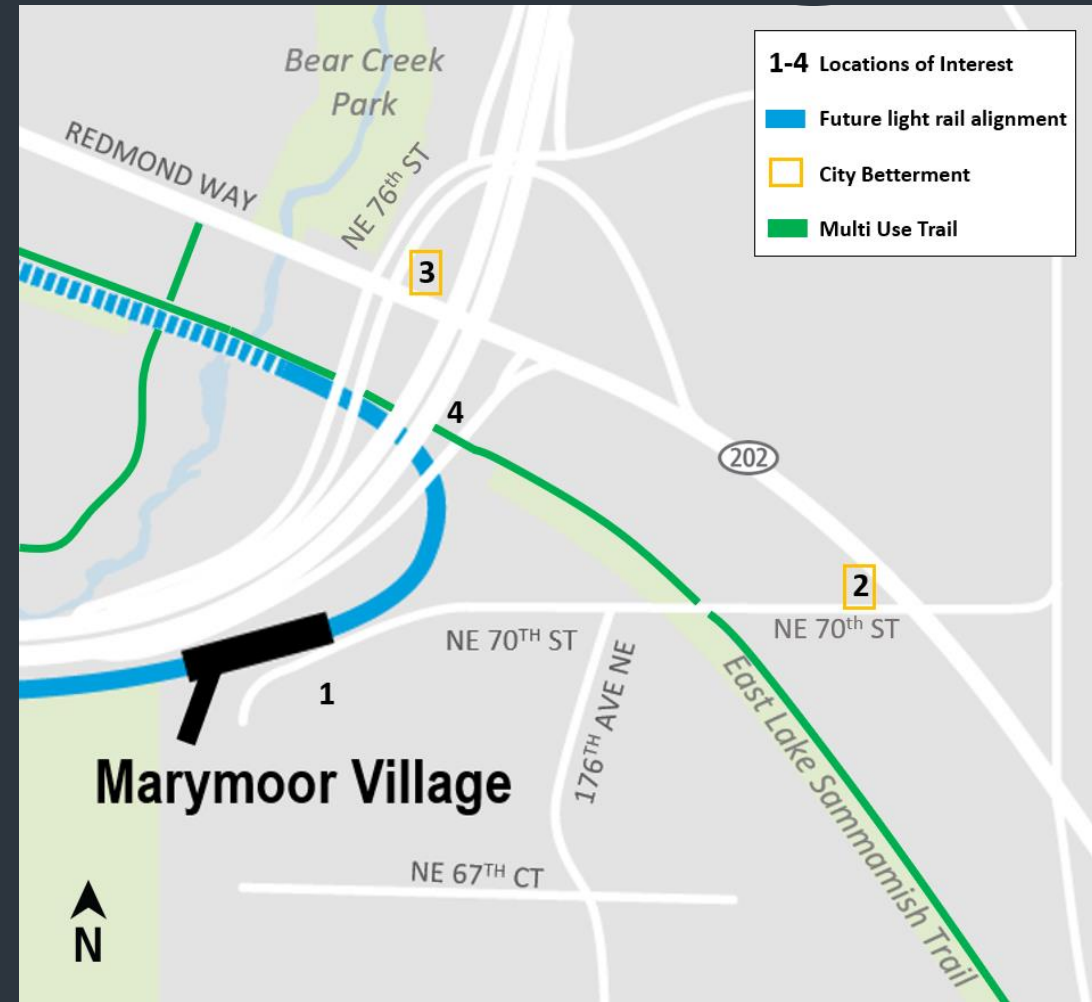 Bear Creek
Park
REDMOND WAY
NE 76th ST
1-4 Locations of Interest
Future light rail alignment
City Betterment
Multi Use Trail
3
4
202
2
NE 70th ST
NE 70TH ST
1
176TH AVE NE
East Lake Sammamish Trail
Marymoor Village
NE 67TH CT
N